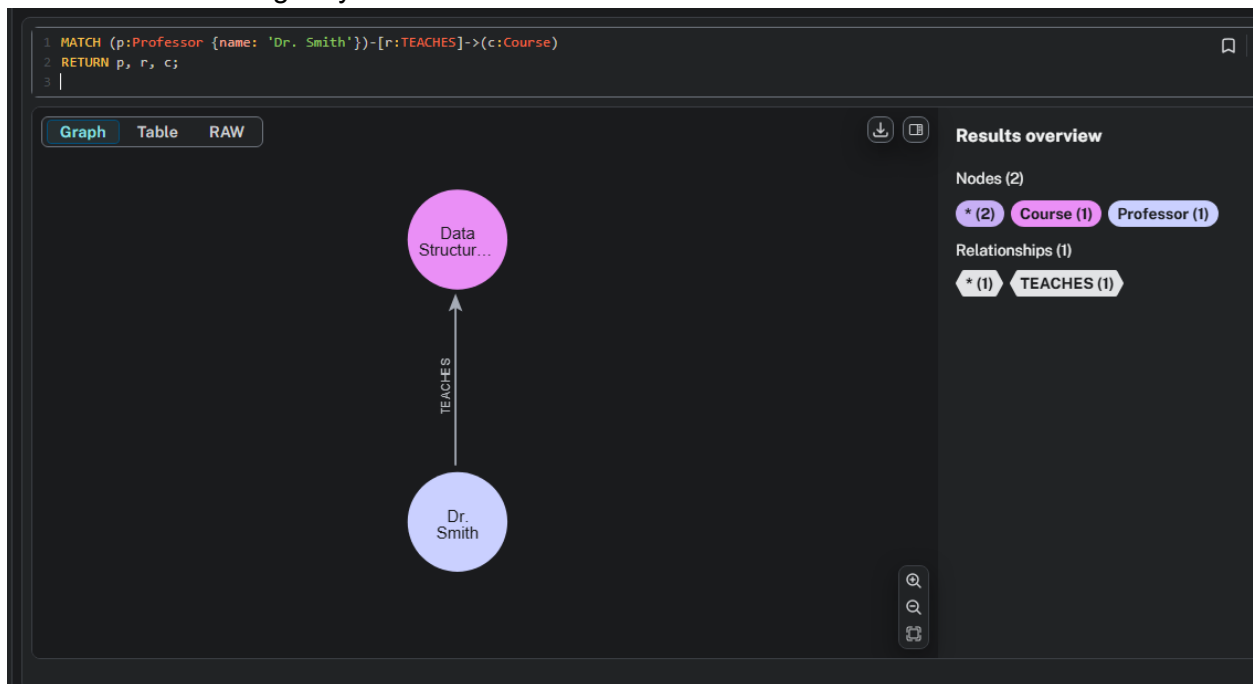 1 MATCH (p:Professor {name: 'Dr. Smith'})-[r:TEACHES]->(c:Course)
2 RETURN p, r, c;
3
Graph Table RAW
Data
Structur...
TEACHES
Dr.
Smith
Results overview
Nodes (2)
* (2) Course (1) Professor (1)
Relationships (1)
* (1) TEACHES (1)